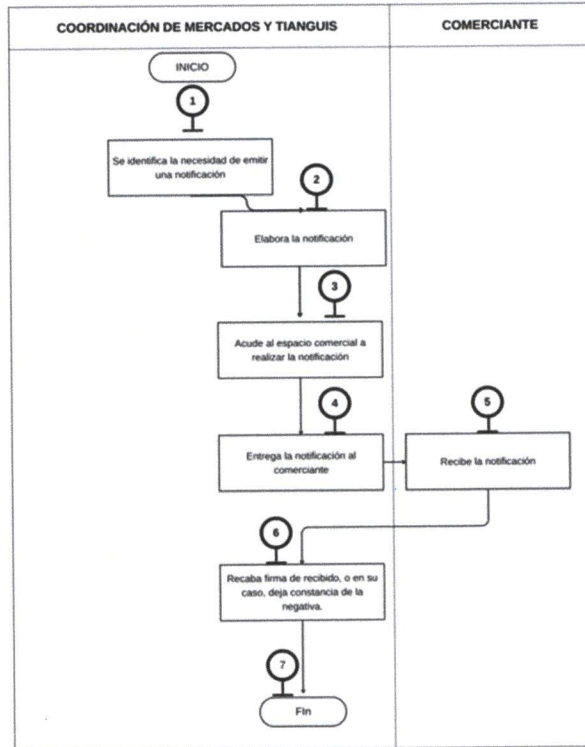 COORDINACIÓN DE MERCADOS Y TIANGUIS
COMERCIANTE
INICIO
1
Se identifica la necesidad de emitir
una notificación
2
Elabora la notificación
3
Acude al espacio comercial a
realizar la notificación
4
Entrega la notificación al
comerciante
5
Recibe la notificación
6
Recaba firma de recibido, o en su
caso, deja constancia de la
negativa.
7
Fin